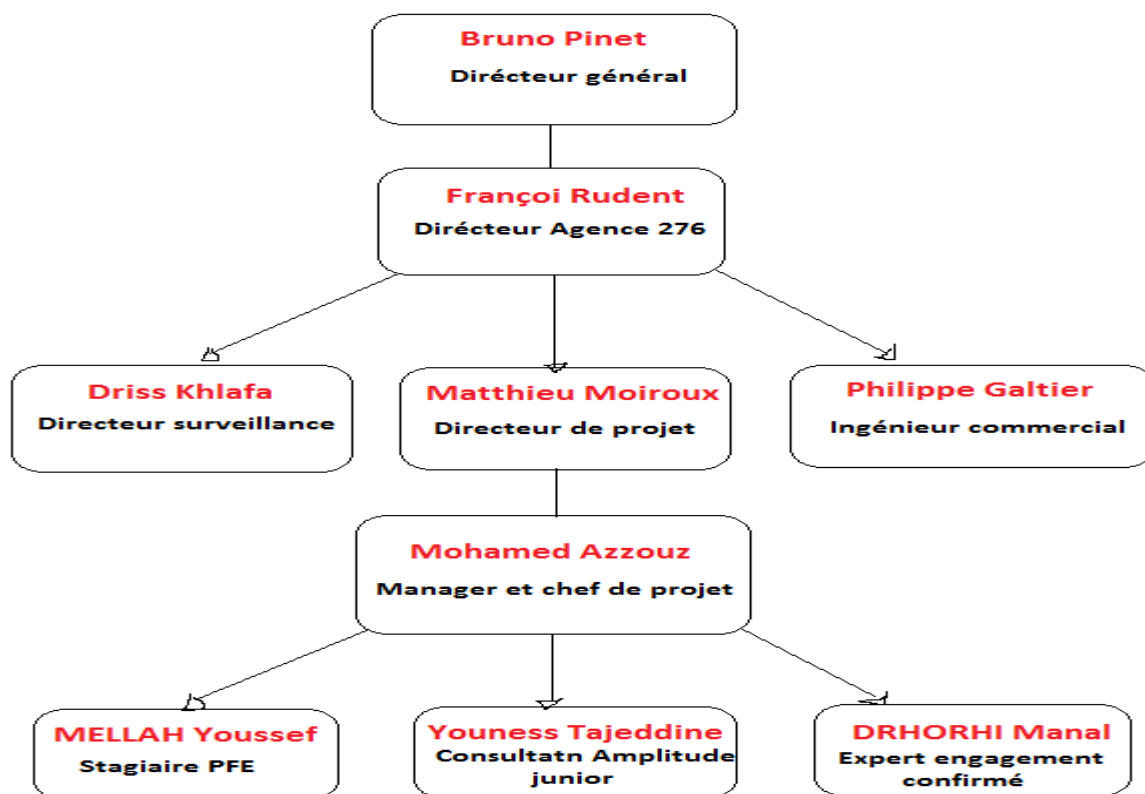 Bruno Pinet
Dirécteur général
Françoi Rudent
Dirécteur Agence 276
Driss Khlafa
Directeur surveillance
Matthieu Moiroux
Directeur de projet
Philippe Galtier
Ingénieur commercial
Mohamed Azzouz
Manager et chef de projet
MELLAH Youssef
Stagiaire PFE
Youness Tajeddine
Consultatn Amplitude
junior
DRHORHI Manal
Expert engagement
confirmé